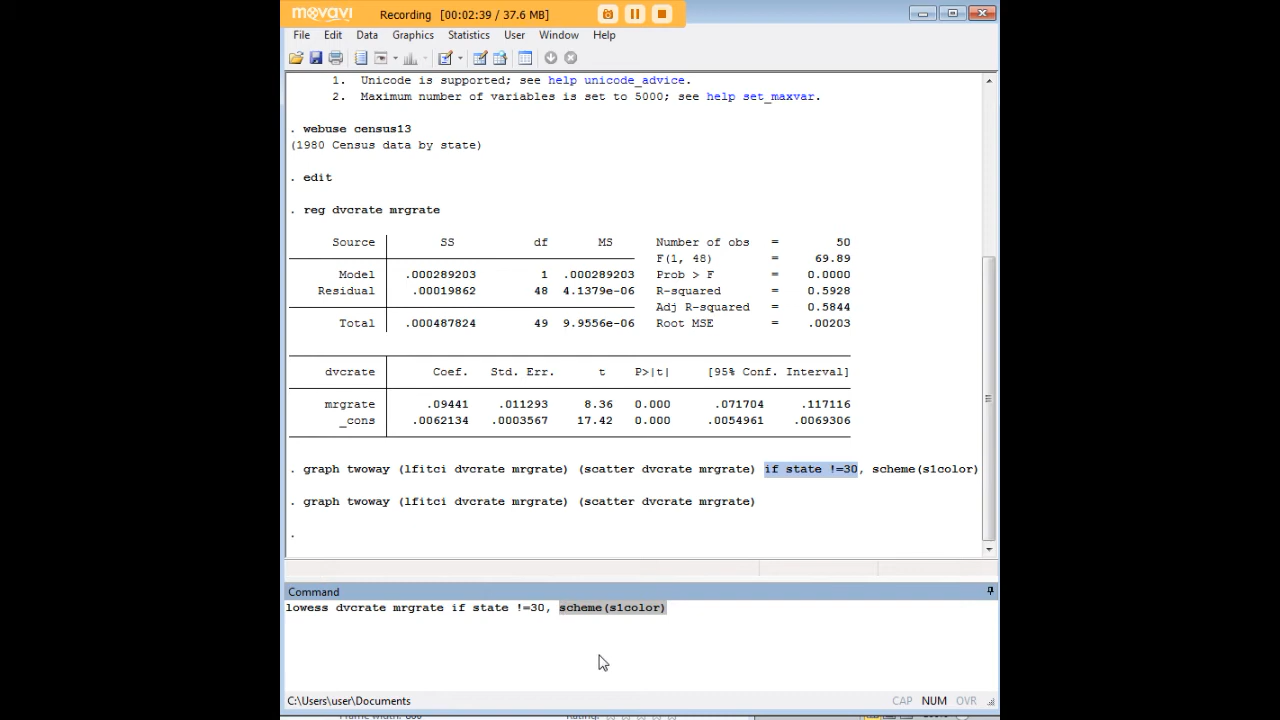 movavi Recording [00:02:39 / 37.6 MB]
File Edit Data Graphics Statistics User Window Help
1. Unicode is supported; see help unicode_advice.
2. Maximum number of variables is set to 5000; see help set_maxvar.
. webuse census13
(1980 Census data by state)
. edit
. reg dvcrate mrgrate
Source SS df MS Number of obs = 50
F(1, 48) = 69.89
Model .000289203 1 .000289203 Prob > F = 0.0000
Residual .00019862 48 4.1379e-06 R-squared = 0.5928
Adj R-squared = 0.5844
Total .000487824 49 9.9556e-06 Root MSE = .00203
dvcrate Coef. Std. Err. t P>|t| [95% Conf. Interval]
mrgrate .09441 .011293 8.36 0.000 .071704 .117116
_cons .0062134 .0003567 17.42 0.000 .0054961 .0069306
. graph twoway (lfitci dvcrate mrgrate) (scatter dvcrate mrgrate) if state !=30, scheme(s1color)
. graph twoway (lfitci dvcrate mrgrate) (scatter dvcrate mrgrate)
.
Command
lowess dvcrate mrgrate if state !=30, scheme(s1color)
C:\Users\user\Documents CAP NUM OVR